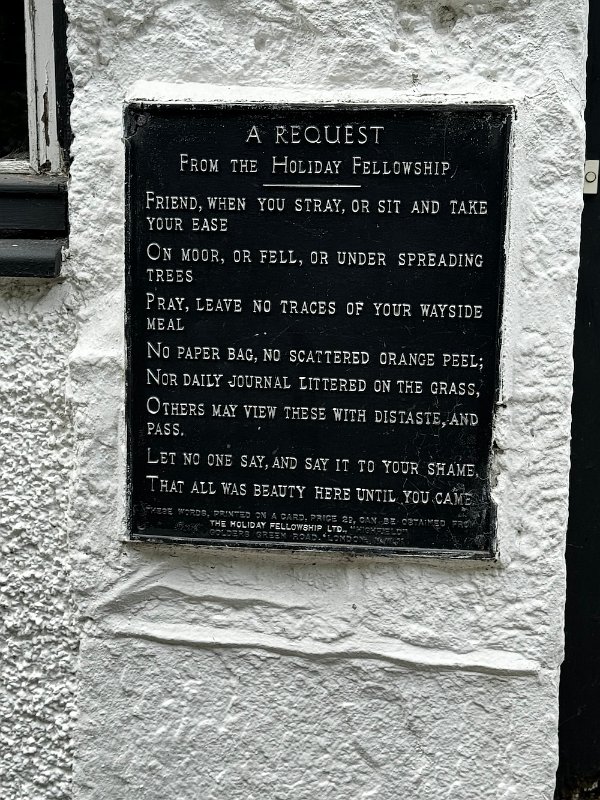 A REQUEST
FROM THE HOLIDAY FELLOWSHIP
FRIEND, WHEN YOU STRAY, OR SIT AND TAKE
YOUR EASE
ON MOOR, OR FELL, OR UNDER SPREADING
TREES
PRAY, LEAVE NO TRACES OF YOUR WAYSIDE
MEAL
NO PAPER BAG, NO SCATTERED ORANGE PEEL;
NOR DAILY JOURNAL LITTERED ON THE GRASS,
OTHERS MAY VIEW THESE WITH DISTASTE, AND
PASS.
LET NO ONE SAY, AND SAY IT TO YOUR SHAME,
THAT ALL WAS BEAUTY HERE UNTIL YOU CAME
THESE WORDS, PRINTED ON A CARD, PRICE 2D, CAN BE OBTAINED FROM
THE HOLIDAY FELLOWSHIP LTD.,
GOLDERS GREEN ROAD, LONDON,